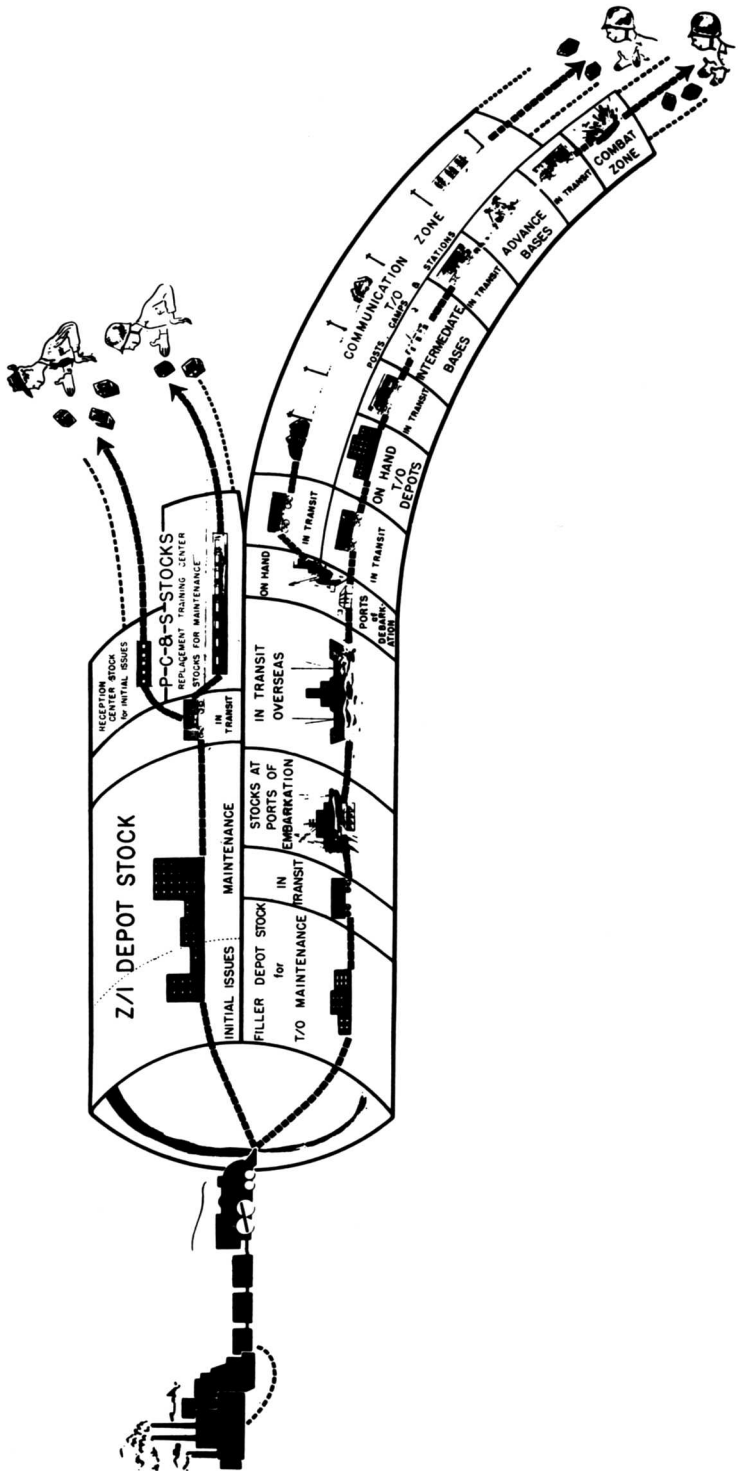 Z/I DEPOT STOCK
INITIAL ISSUES
MAINTENANCE
IN
TRANSIT
RECEPTION
CENTER STOCK
for INITIAL ISSUES
P-C-&-S-STOCKS
REPLACEMENT TRAINING CENTER
STOCKS FOR MAINTENANCE
FILLER DEPOT STOCK
for
T/O MAINTENANCE
IN
TRANSIT
STOCKS AT
PORTS OF
EMBARKATION
IN TRANSIT
OVERSEAS
ON HAND
PORTS
of
DEBARK-
ATION
IN TRANSIT
IN TRANSIT
COMMUNICATION ZONE
T/O
POSTS, CAMPS & STATIONS
ON HAND
T/O
DEPOTS
IN TRANSIT
INTERMEDIATE
BASES
IN TRANSIT
ADVANCE
BASES
IN TRANSIT
COMBAT
ZONE